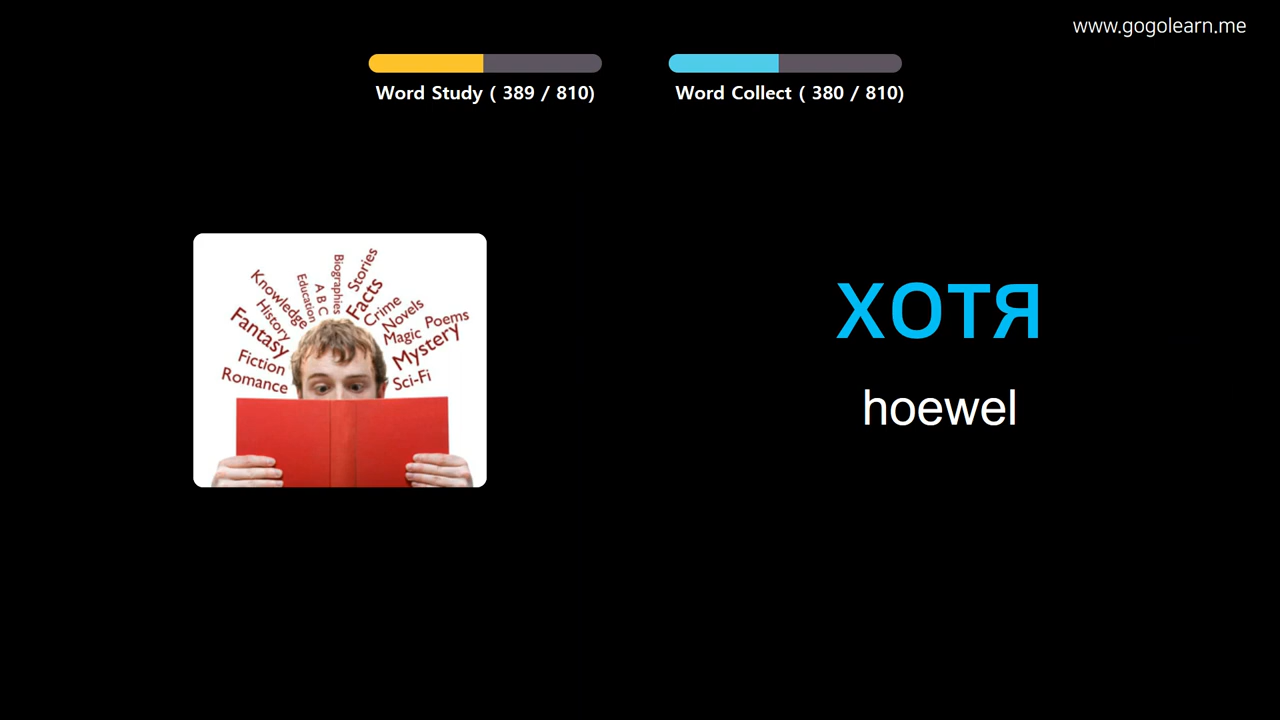 www.gogolearn.me
Word Study ( 389 / 810)
Word Collect ( 380 / 810)
Knowledge
History
Fantasy
Fiction
Romance
Education
A B C
Biographies
Stories
Facts
Crime
Novels
Magic
Poems
Mystery
Sci-Fi
хотя
hoewel